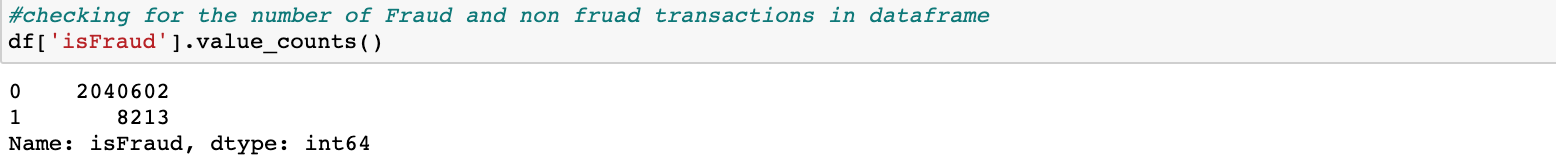 #checking for the number of Fraud and non fruad transactions in dataframe
df['isFraud'].value_counts()
0    2040602
1       8213
Name: isFraud, dtype: int64